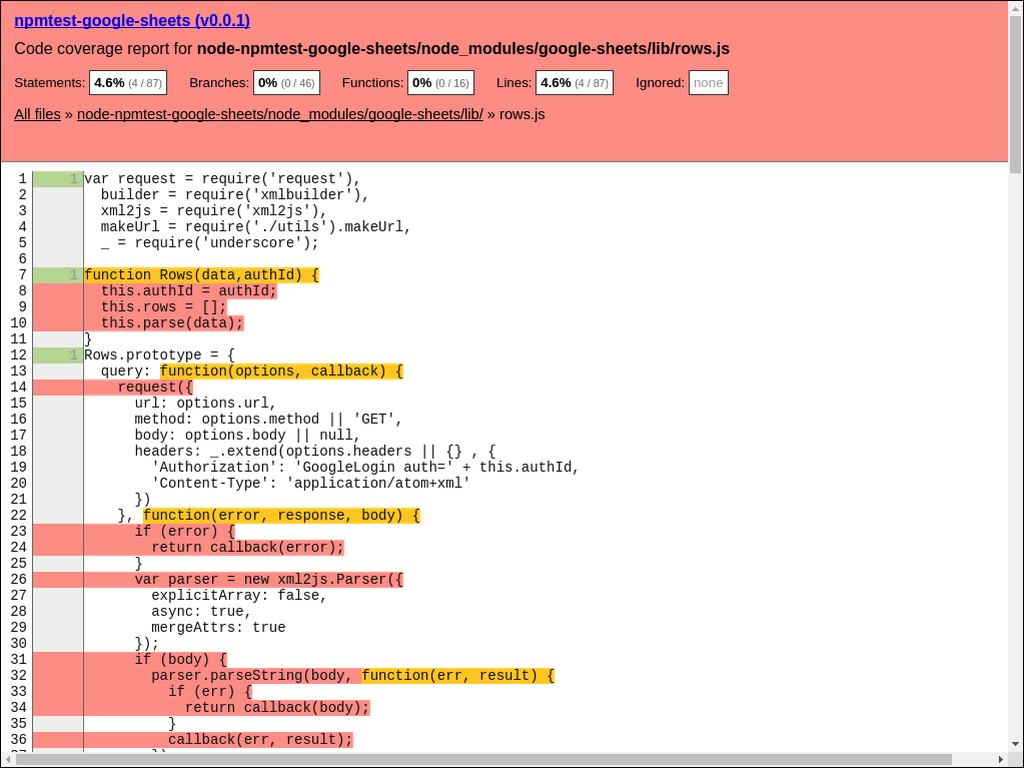 npmtest-google-sheets (v0.0.1)
Code coverage report for node-npmtest-google-sheets/node_modules/google-sheets/lib/rows.js
Statements: 4.6% (4 / 87) Branches: 0% (0 / 46) Functions: 0% (0 / 16) Lines: 4.6% (4 / 87) Ignored: none
All files » node-npmtest-google-sheets/node_modules/google-sheets/lib/ » rows.js
1 1 var request = require('request'),
2 builder = require('xmlbuilder'),
3 xml2js = require('xml2js'),
4 makeUrl = require('./utils').makeUrl,
5 _ = require('underscore');
6
7 1 function Rows(data,authId) {
8 this.authId = authId;
9 this.rows = [];
10 this.parse(data);
11 }
12 1 Rows.prototype = {
13 query: function(options, callback) {
14 request({
15 url: options.url,
16 method: options.method || 'GET',
17 body: options.body || null,
18 headers: _.extend(options.headers || {} , {
19 'Authorization': 'GoogleLogin auth=' + this.authId,
20 'Content-Type': 'application/atom+xml'
21 })
22 }, function(error, response, body) {
23 if (error) {
24 return callback(error);
25 }
26 var parser = new xml2js.Parser({
27 explicitArray: false,
28 async: true,
29 mergeAttrs: true
30 });
31 if (body) {
32 parser.parseString(body, function(err, result) {
33 if (err) {
34 return callback(body);
35 }
36 callback(err, result);